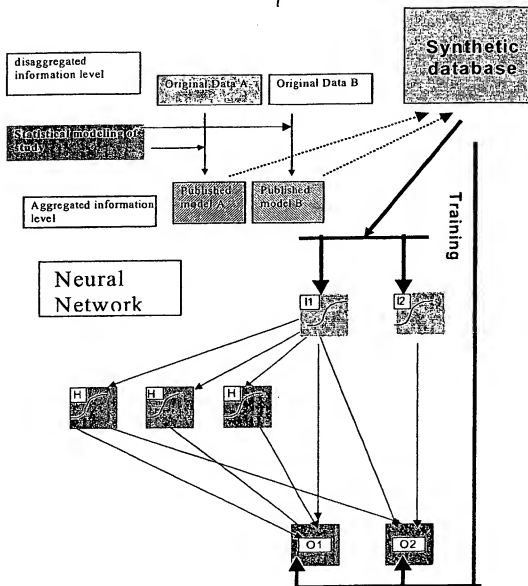 disaggregated
information level
Original Data A
Original Data B
Synthetic
database
Statistical modeling of
study
Aggregated information
level
Published
model A
Published
model B
Training
Neural
Network
I1
I2
H
H
H
O1
O2